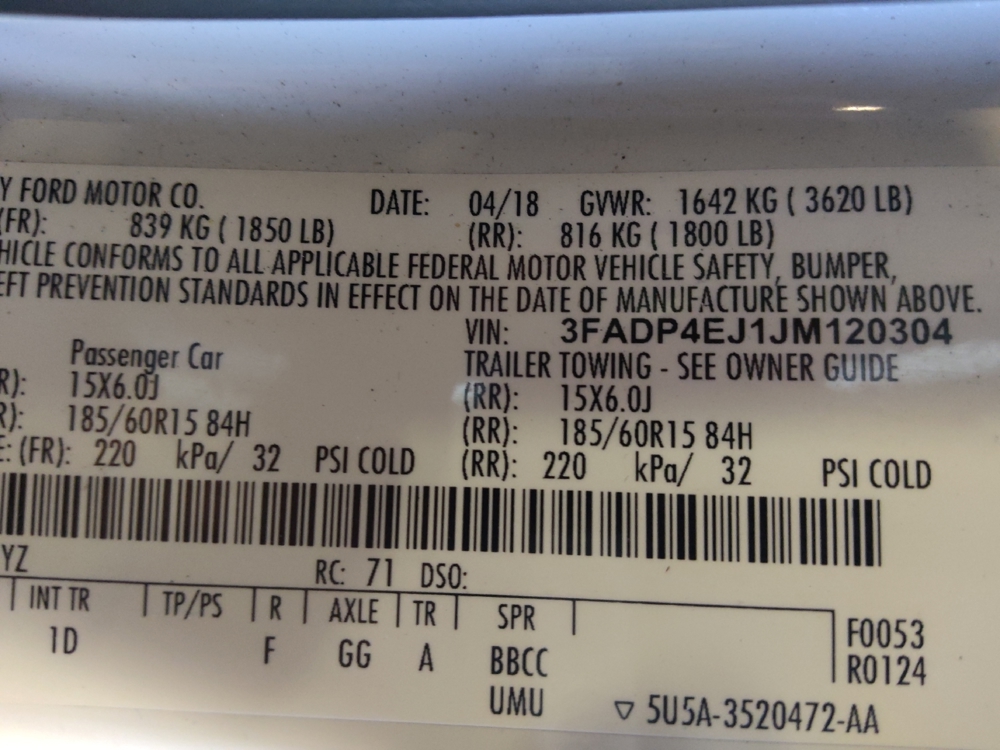 Y FORD MOTOR CO. DATE: 04/18 GVWR: 1642 KG ( 3620 LB)
(FR): 839 KG ( 1850 LB) (RR): 816 KG ( 1800 LB)
HICLE CONFORMS TO ALL APPLICABLE FEDERAL MOTOR VEHICLE SAFETY, BUMPER,
EFT PREVENTION STANDARDS IN EFFECT ON THE DATE OF MANUFACTURE SHOWN ABOVE.
VIN: 3FADP4EJ1JM120304
Passenger Car TRAILER TOWING - SEE OWNER GUIDE
R): 15X6.0J (RR): 15X6.0J
R): 185/60R15 84H (RR): 185/60R15 84H
E: (FR): 220 kPa/ 32 PSI COLD (RR): 220 kPa/ 32 PSI COLD
YZ RC: 71 DSO:
INT TR TP/PS R AXLE TR SPR F0053
1D F GG A BBCC R0124
UMU ▽ 5U5A-3520472-AA